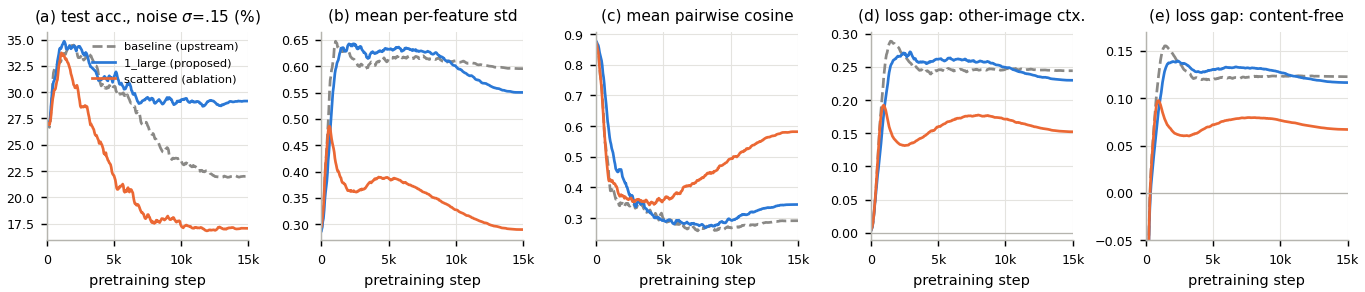 (a) test acc., noise σ=.15 (%)
35.0
32.5
30.0
27.5
25.0
22.5
20.0
17.5
0
5k
10k
15k
pretraining step
baseline (upstream)
1_large (proposed)
scattered (ablation)
(b) mean per-feature std
0.65
0.60
0.55
0.50
0.45
0.40
0.35
0.30
0
5k
10k
15k
pretraining step
(c) mean pairwise cosine
0.9
0.8
0.7
0.6
0.5
0.4
0.3
0
5k
10k
15k
pretraining step
(d) loss gap: other-image ctx.
0.30
0.25
0.20
0.15
0.10
0.05
0.00
0
5k
10k
15k
pretraining step
(e) loss gap: content-free
0.15
0.10
0.05
0.00
−0.05
0
5k
10k
15k
pretraining step